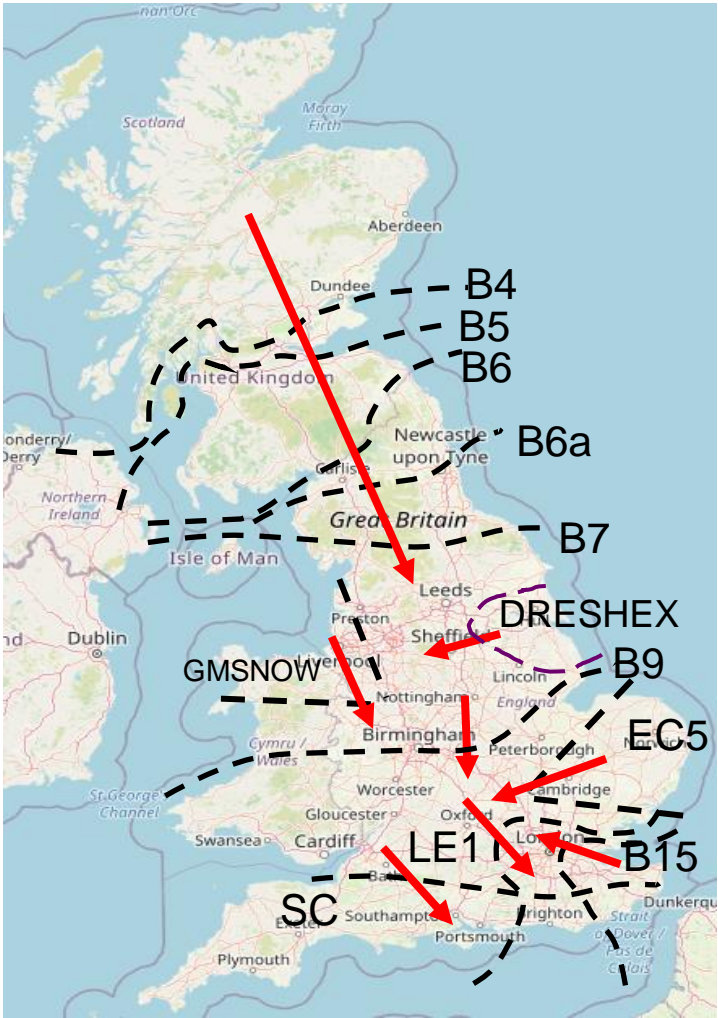 nan Orc
Moray
Firth
Scotland
Aberdeen
Dundee
B4
B5
United Kingdom
B6
Newcastle
upon Tyne
B6a
onderry/
Derry
Carlisle
Northern
Ireland
Great Britain
B7
Isle of Man
Leeds
Preston
DRESHEX
Sheffield
Dublin
nd
Liverpool
GMSNOW
B9
Lincoln
Nottingham
England
EC5
Birmingham
Cymru /
Wales
Peterborough
Norwich
St George
Channel
Worcester
Cambridge
Gloucester
Oxford
Swansea
Cardiff
LE1
London
B15
Bath
SC
Southampton
Exeter
Brighton
Portsmouth
Strait
of Dover /
Pas de
Calais
Dunkerqu
Plymouth